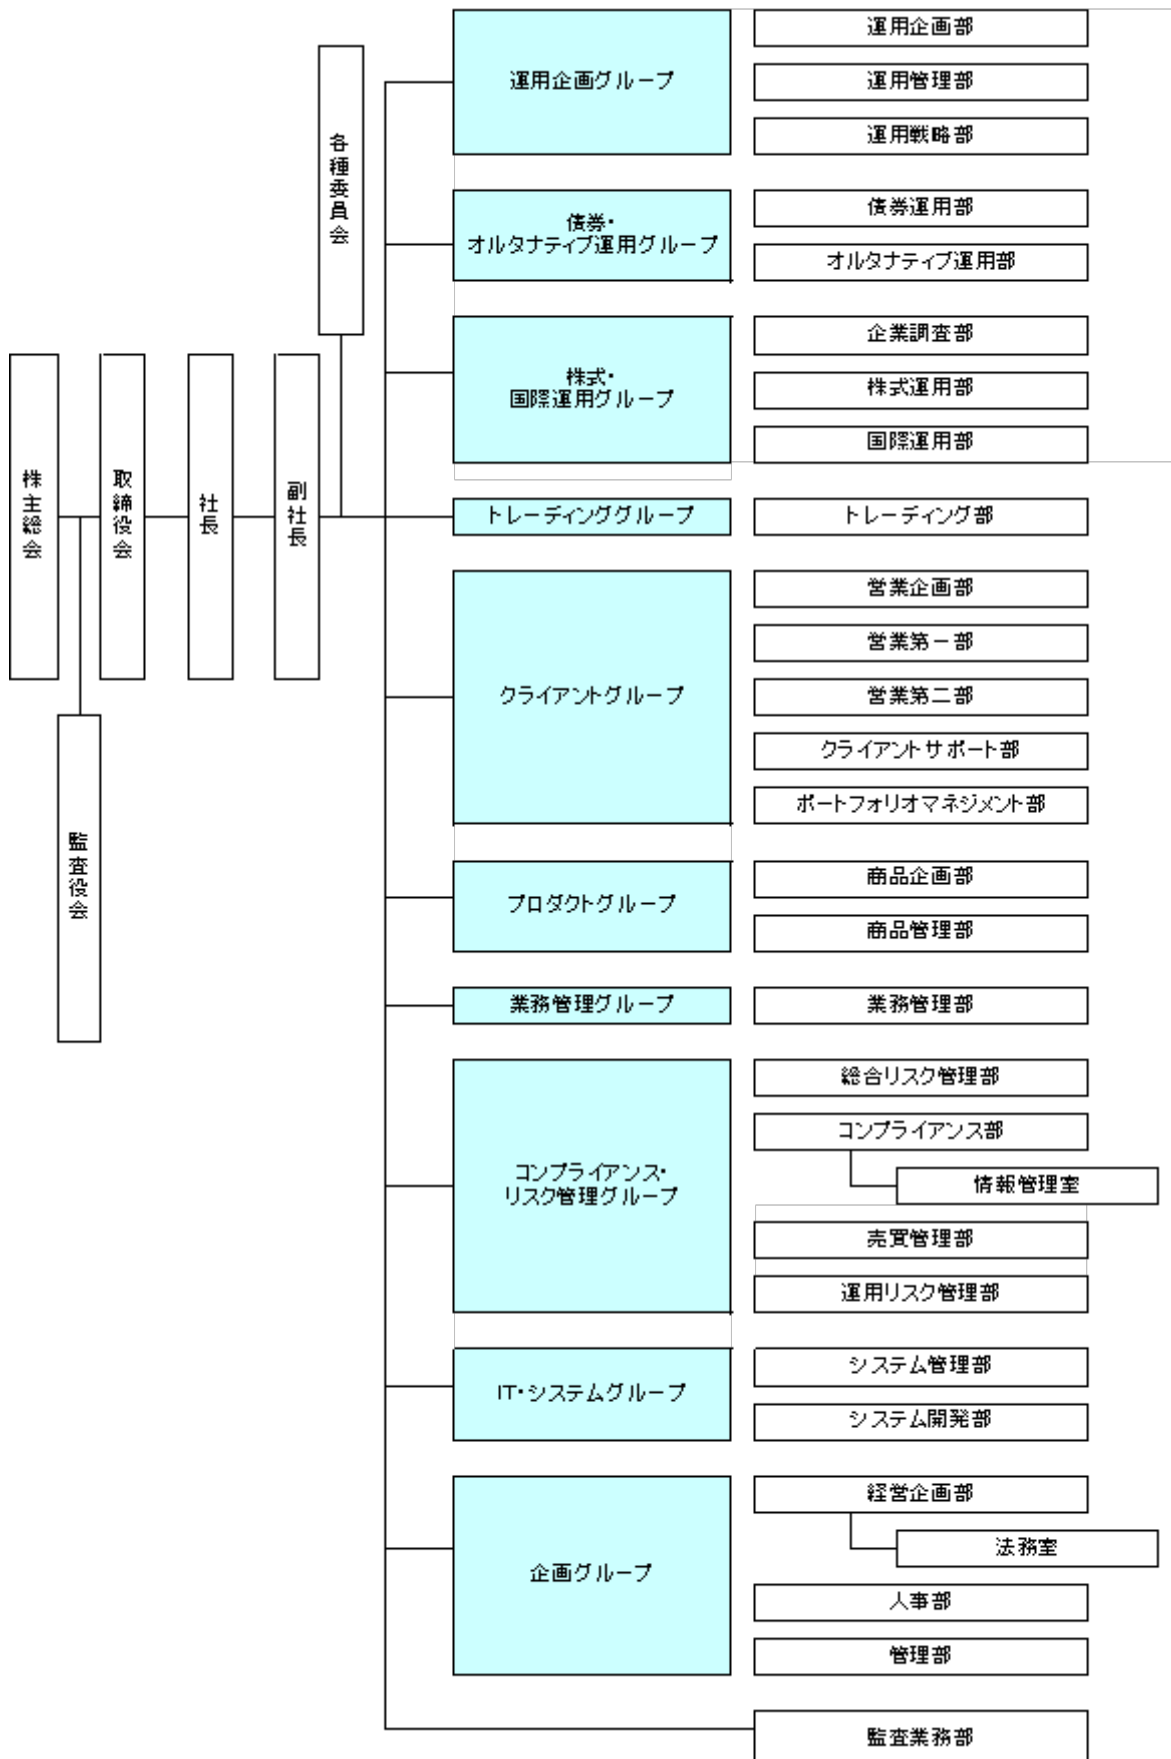 株主総会
監査役会
取締役会
社長
副社長
各種委員会
運用企画グループ
運用企画部
運用管理部
運用戦略部
債券・
オルタナティブ運用グループ
債券運用部
オルタナティブ運用部
株式・
国際運用グループ
企業調査部
株式運用部
国際運用部
トレーディンググループ
トレーディング部
クライアントグループ
営業企画部
営業第一部
営業第二部
クライアントサポート部
ポートフォリオマネジメント部
プロダクトグループ
商品企画部
商品管理部
業務管理グループ
業務管理部
コンプライアンス・
リスク管理グループ
総合リスク管理部
コンプライアンス部
情報管理室
売買管理部
運用リスク管理部
IT・システムグループ
システム管理部
システム開発部
企画グループ
経営企画部
法務室
人事部
管理部
監査業務部